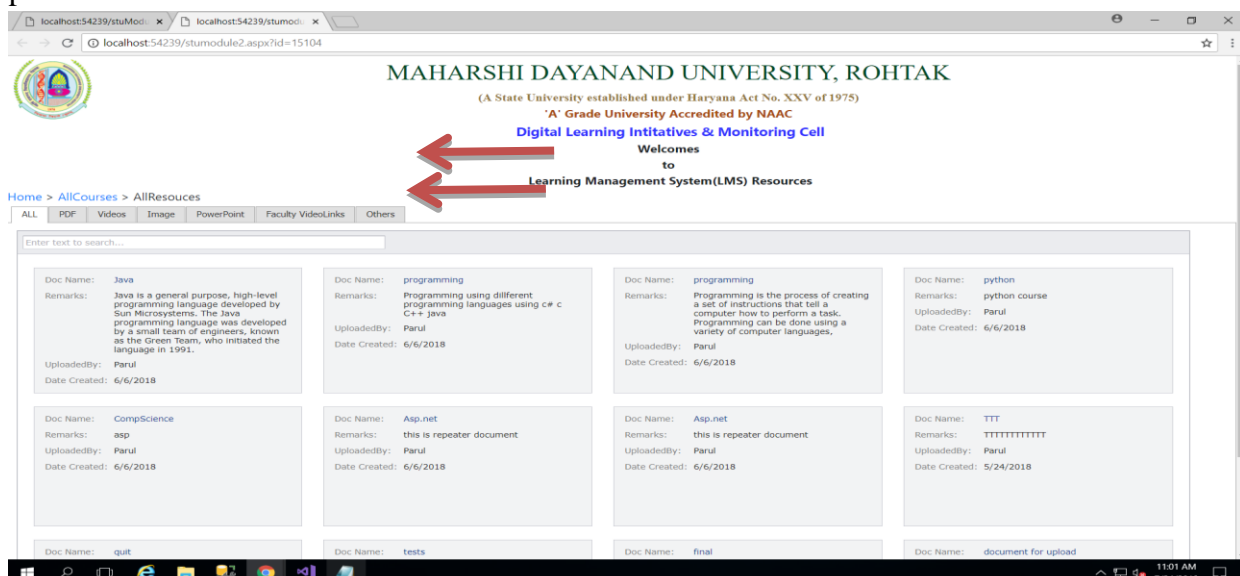 localhost:54239/stuModu localhost:54239/stumodu
localhost:54239/stumodule2.aspx?id=15104
MAHARSHI DAYANAND UNIVERSITY, ROHTAK
(A State University established under Haryana Act No. XXV of 1975)
'A' Grade University Accredited by NAAC
Digital Learning Intitatives & Monitoring Cell
Welcomes
to
Learning Management System(LMS) Resources
Home > AllCourses > AllResouces
ALL PDF Videos Image PowerPoint Faculty VideoLinks Others
Enter text to search...
Doc Name: Java
Remarks: Java is a general purpose, high-level
programming language developed by
Sun Microsystems. The Java
programming language was developed
by a small team of engineers, known
as the Green Team, who initiated the
language in 1991.
UploadedBy: Parul
Date Created: 6/6/2018
Doc Name: programming
Remarks: Programming using dillferent
programming languages using c# c
C++ java
UploadedBy: Parul
Date Created: 6/6/2018
Doc Name: programming
Remarks: Programming is the process of creating
a set of instructions that tell a
computer how to perform a task.
Programming can be done using a
variety of computer languages,
UploadedBy: Parul
Date Created: 6/6/2018
Doc Name: python
Remarks: python course
UploadedBy: Parul
Date Created: 6/6/2018
Doc Name: CompScience
Remarks: asp
UploadedBy: Parul
Date Created: 6/6/2018
Doc Name: Asp.net
Remarks: this is repeater document
UploadedBy: Parul
Date Created: 6/6/2018
Doc Name: Asp.net
Remarks: this is repeater document
UploadedBy: Parul
Date Created: 6/6/2018
Doc Name: TTT
Remarks: TTTTTTTTTTTT
UploadedBy: Parul
Date Created: 5/24/2018
Doc Name: quit
Doc Name: tests
Doc Name: final
Doc Name: document for upload
11:01 AM